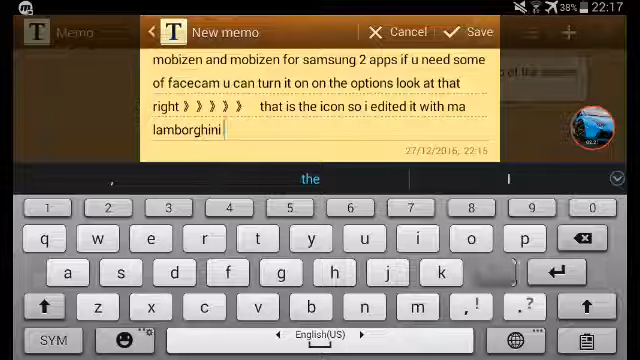 38% 22:17
T Memo
T New memo Cancel Save
mobizen and mobizen for samsung 2 apps if u need some
of facecam u can turn it on on the options look at that
right 》》》》》 that is the icon so i edited it with ma
lamborghini
27/12/2016, 22:15
, the I
1 2 3 4 5 6 7 8 9 0
q w e r t y u i o p
a s d f g h j k
z x c v b n m , ! . ?
SYM English(US)